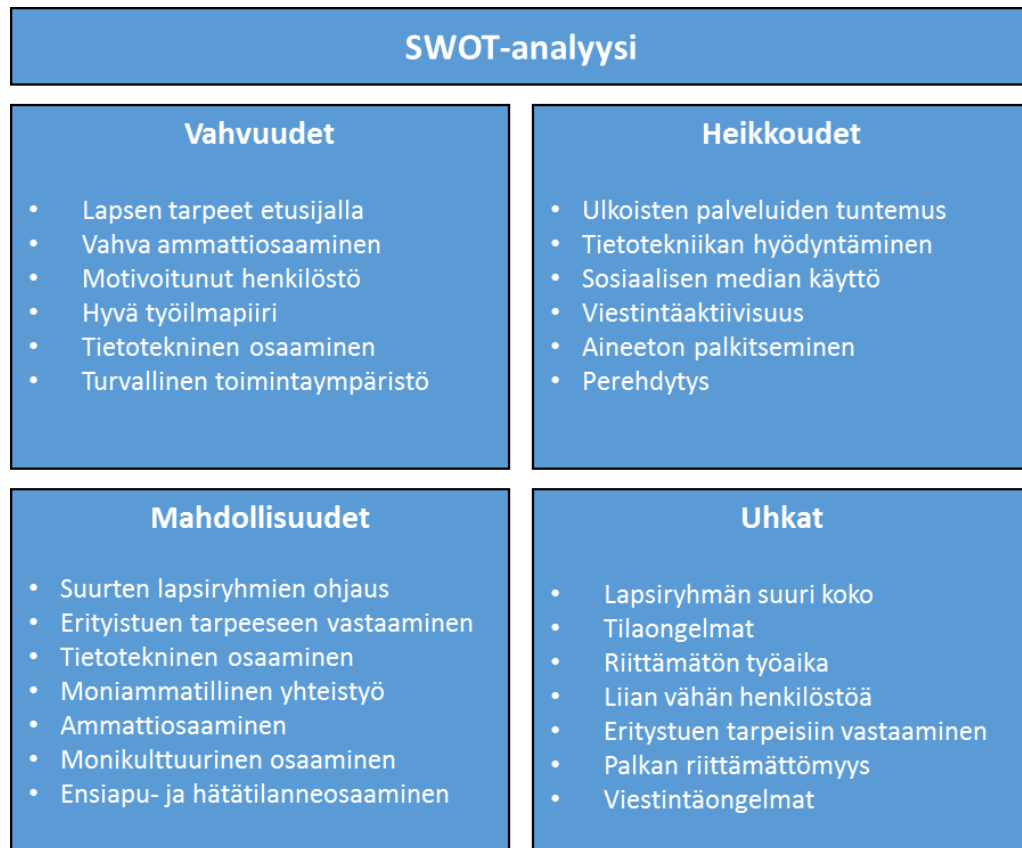 SWOT-analyysi
Vahvuudet
• Lapsen tarpeet etusijalla
• Vahva ammattiosaaminen
• Motivoitunut henkilöstö
• Hyvä työilmapiiri
• Tietotekninen osaaminen
• Turvallinen toimintaympäristö
Heikkoudet
• Ulkoisten palveluiden tuntemus
• Tietotekniikan hyödyntäminen
• Sosiaalisen median käyttö
• Viestintäaktiivisuus
• Aineeton palkitseminen
• Perehdytys
Mahdollisuudet
• Suurten lapsiryhmien ohjaus
• Erityistuen tarpeeseen vastaaminen
• Tietotekninen osaaminen
• Moniammatillinen yhteistyö
• Ammattiosaaminen
• Monikulttuurinen osaaminen
• Ensiapu- ja hätätilanneosaaminen
Uhkat
• Lapsiryhmän suuri koko
• Tilaongelmat
• Riittämätön työaika
• Liian vähän henkilöstöä
• Eritystuen tarpeisiin vastaaminen
• Palkan riittämättömyys
• Viestintäongelmat